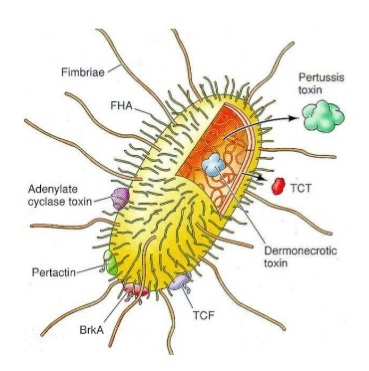 Fimbriae
Pertussis
toxin
FHA
TCT
Adenylate
cyclase toxin
Dermonecrotic
toxin
Pertactin
TCF
BrkA